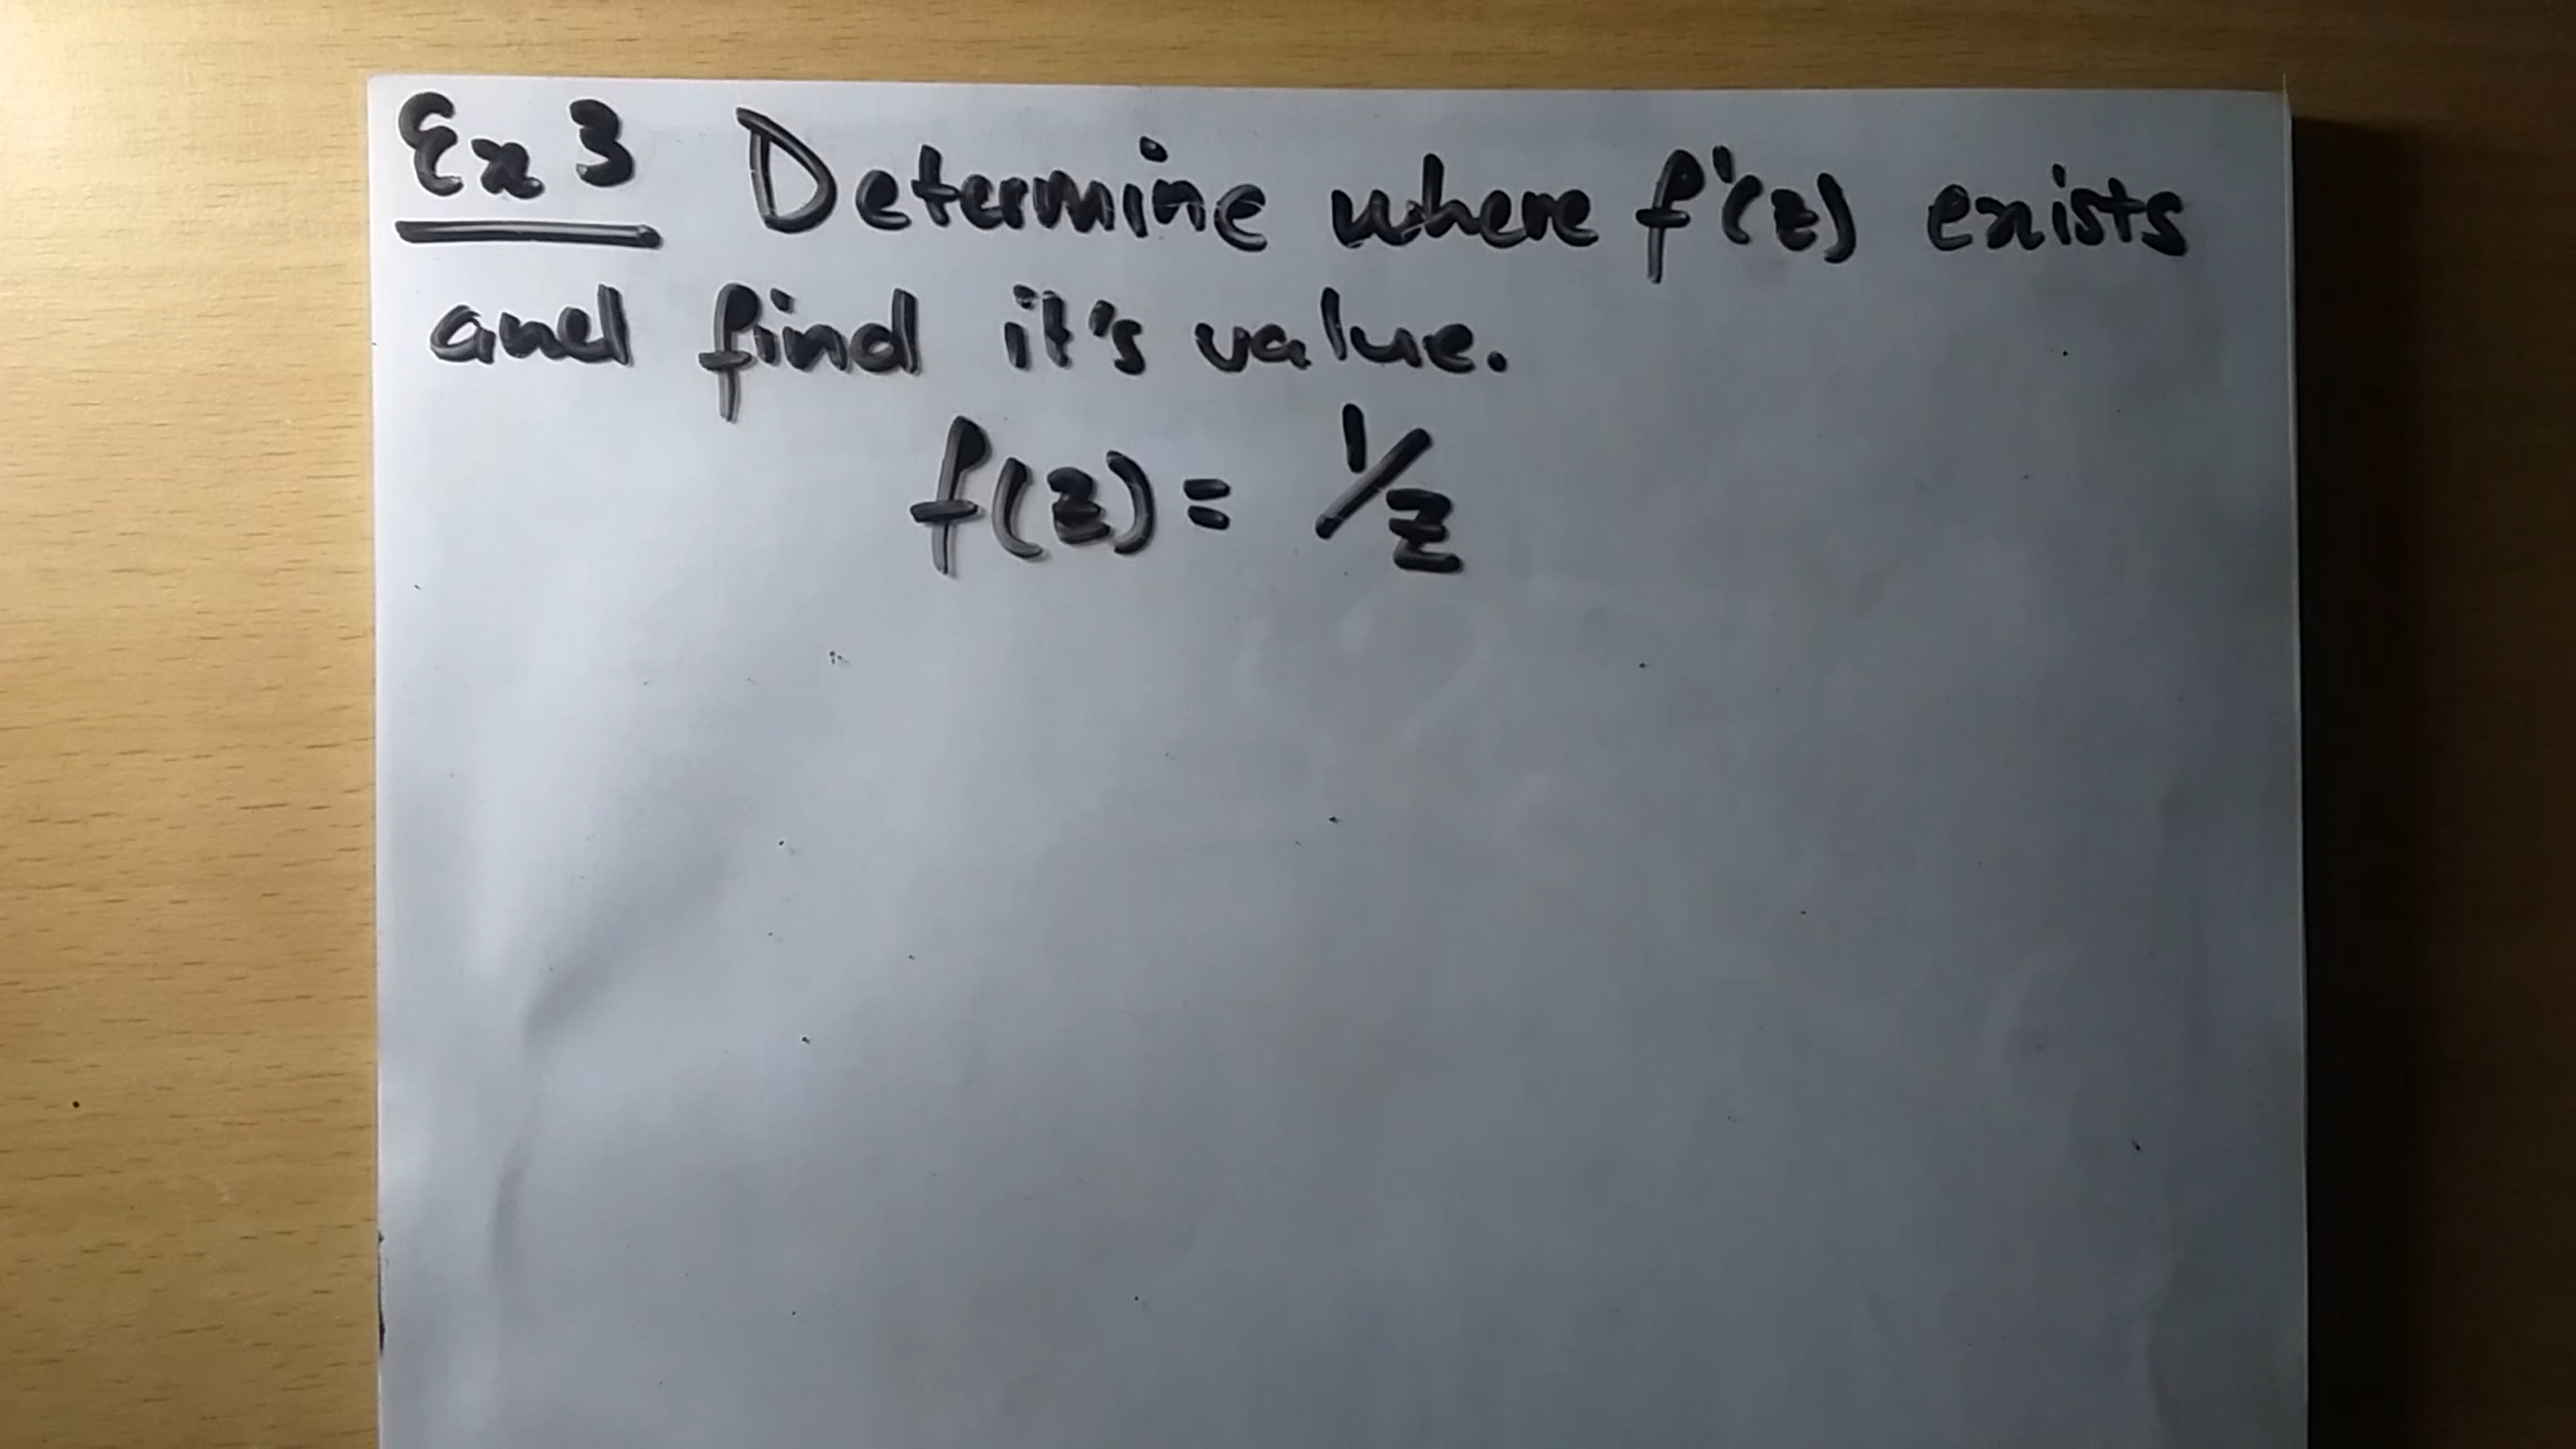 Ex 3 Determine where f'(z) exists
and find it's value.
f(z) = 1/z